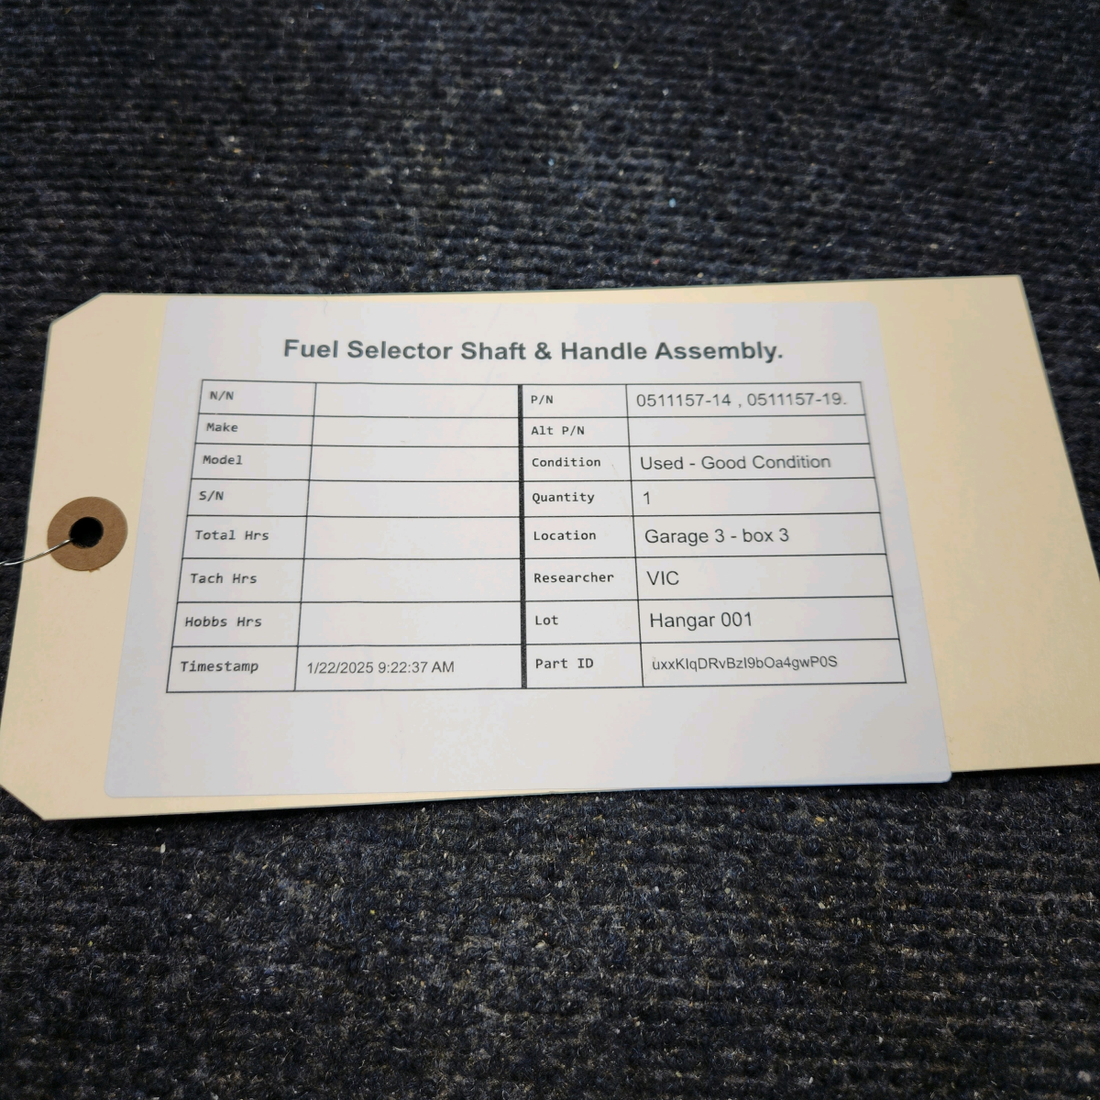 Fuel Selector Shaft & Handle Assembly.
N/N P/N 0511157-14 , 0511157-19.
Make Alt P/N
Model Condition Used - Good Condition
S/N Quantity 1
Total Hrs Location Garage 3 - box 3
Tach Hrs Researcher VIC
Hobbs Hrs Lot Hangar 001
Timestamp 1/22/2025 9:22:37 AM Part ID uxxKIqDRvBzI9bOa4gwP0S